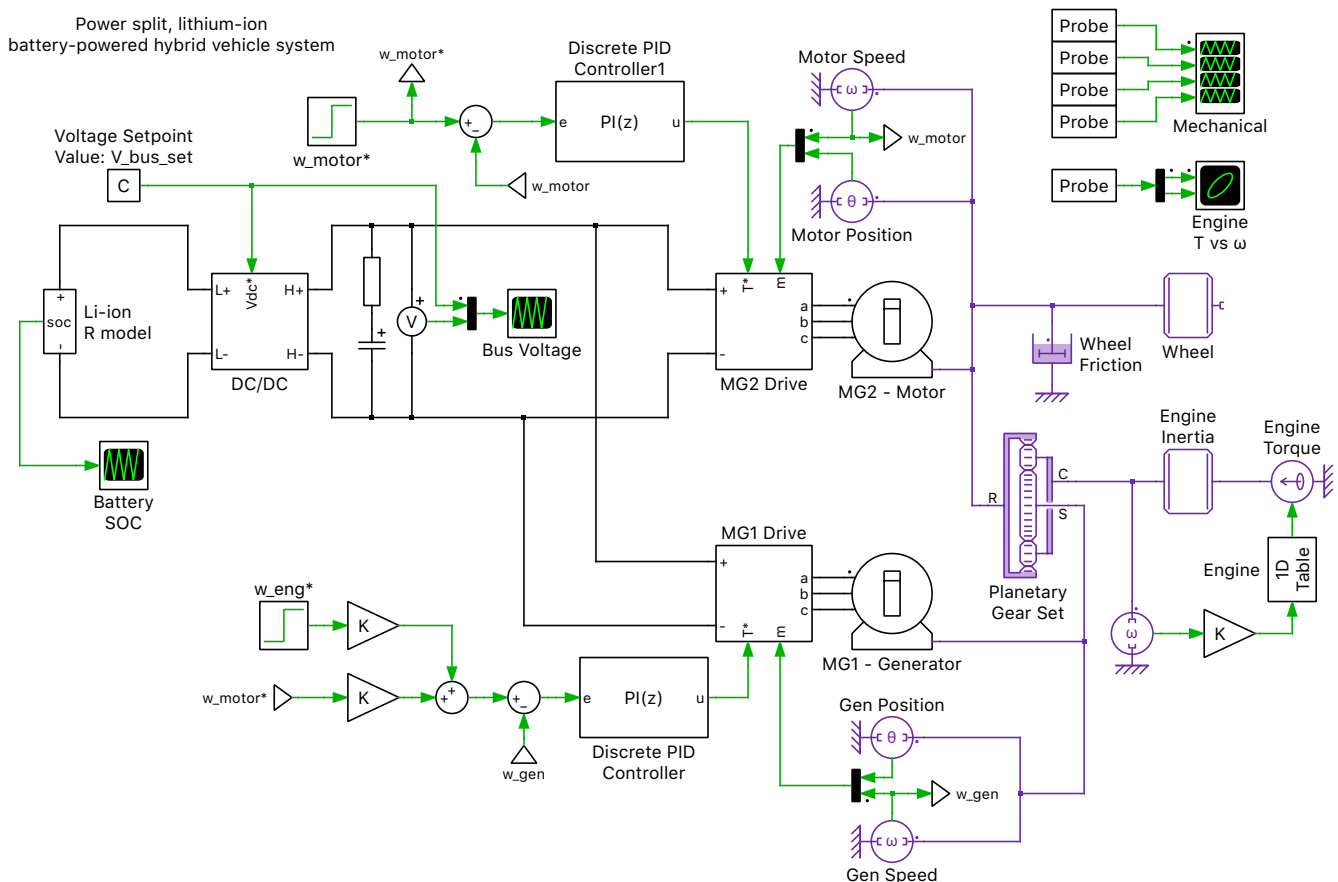 Power split, lithium-ion
battery-powered hybrid vehicle system
w_motor*
Discrete PID
Controller1
e
PI(z)
u
w_motor*
+
−
w_motor
Voltage Setpoint
Value: V_bus_set
C
Motor Speed
ω
w_motor
θ
Motor Position
Probe
Probe
Probe
Probe
Mechanical
Probe
Engine
T vs ω
+
soc
-
Li-ion
R model
L+
L-
Vdc*
H+
H-
DC/DC
+
+
V
Bus Voltage
+
-
T*
m
a
b
c
MG2 Drive
MG2 - Motor
Wheel
Friction
Wheel
Battery
SOC
Engine
Inertia
Engine
Torque
R
C
S
Planetary
Gear Set
Engine
1D
Table
ω
K
MG1 Drive
+
-
T*
m
a
b
c
MG1 - Generator
w_eng*
K
w_motor*
K
+
+
+
−
w_gen
e
PI(z)
u
Discrete PID
Controller
Gen Position
θ
w_gen
ω
Gen Speed